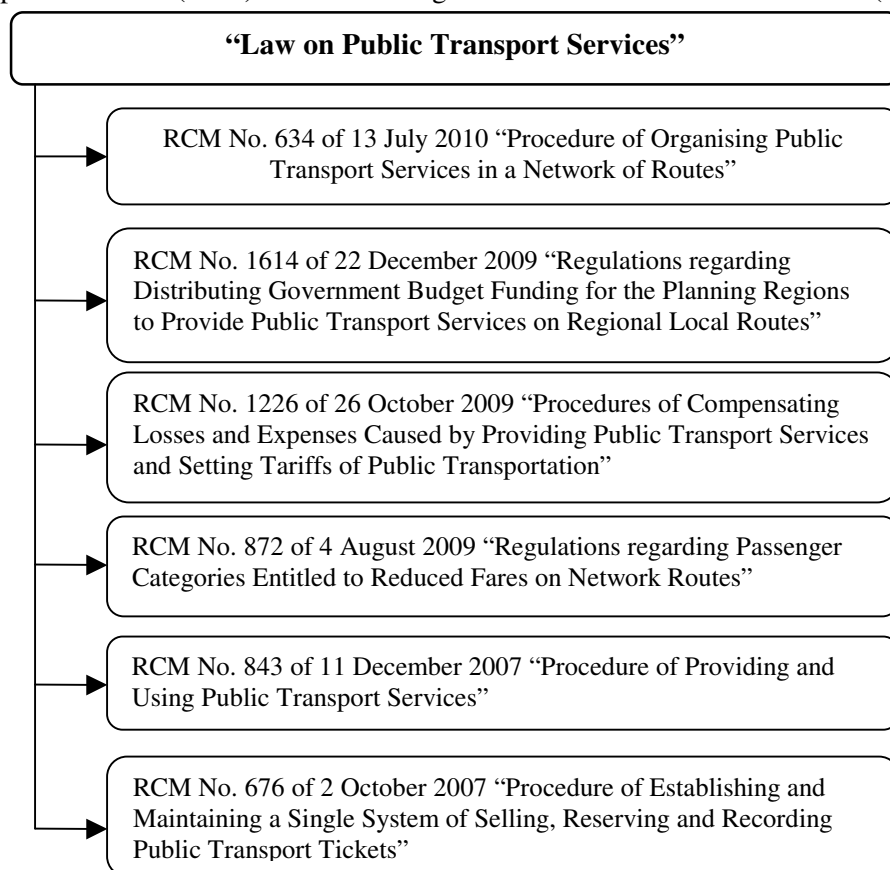 “Law on Public Transport Services”
RCM No. 634 of 13 July 2010 “Procedure of Organising Public
Transport Services in a Network of Routes”
RCM No. 1614 of 22 December 2009 “Regulations regarding
Distributing Government Budget Funding for the Planning Regions
to Provide Public Transport Services on Regional Local Routes”
RCM No. 1226 of 26 October 2009 “Procedures of Compensating
Losses and Expenses Caused by Providing Public Transport Services
and Setting Tariffs of Public Transportation”
RCM No. 872 of 4 August 2009 “Regulations regarding Passenger
Categories Entitled to Reduced Fares on Network Routes”
RCM No. 843 of 11 December 2007 “Procedure of Providing and
Using Public Transport Services”
RCM No. 676 of 2 October 2007 “Procedure of Establishing and
Maintaining a Single System of Selling, Reserving and Recording
Public Transport Tickets”